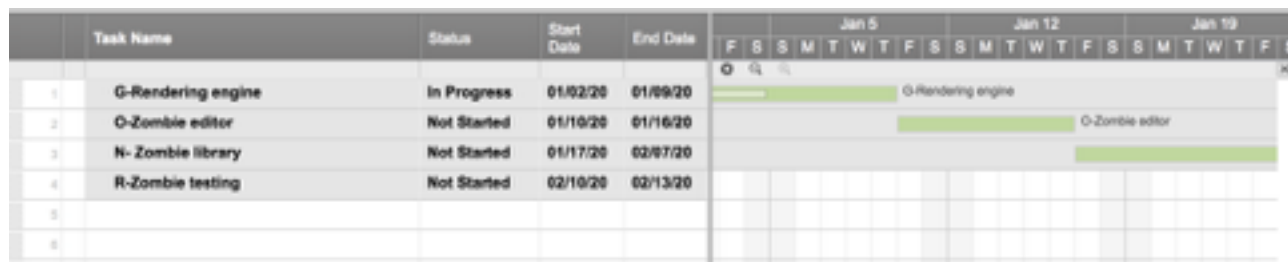 Jan 5 Jan 12 Jan 19
Task Name Status Start Date End Date F S S M T W T F S S M T W T F S S M T W T F
1 G-Rendering engine In Progress 01/02/20 01/09/20 G-Rendering engine
2 O-Zombie editor Not Started 01/10/20 01/16/20 O-Zombie editor
3 N- Zombie library Not Started 01/17/20 02/07/20
4 R-Zombie testing Not Started 02/10/20 02/13/20
5
6